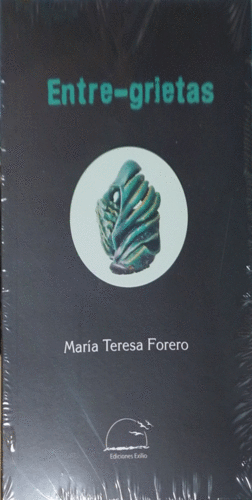 Entre-grietas
María Teresa Forero
Ediciones Exilio